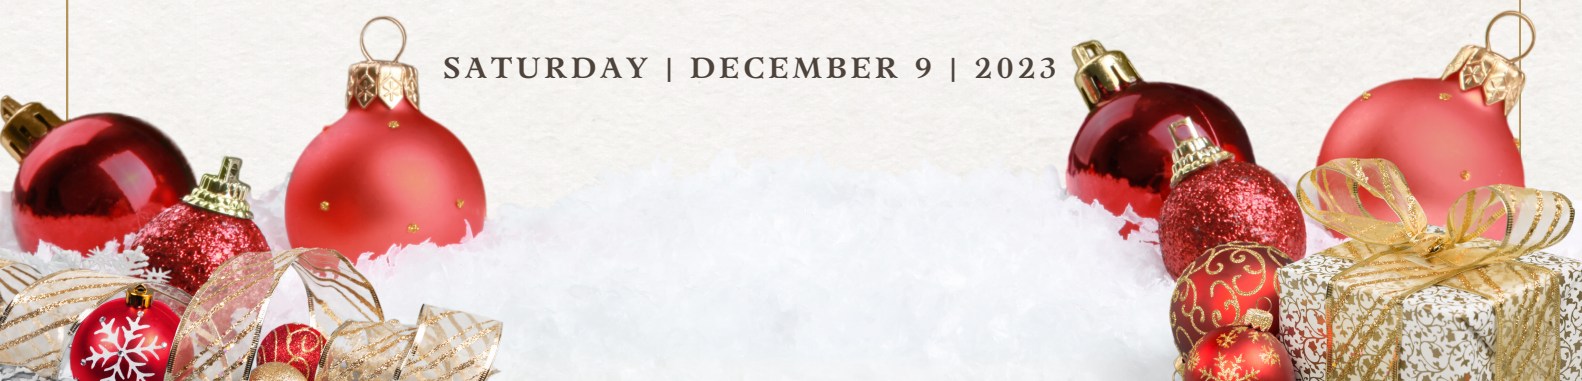 SATURDAY | DECEMBER 9 | 2023